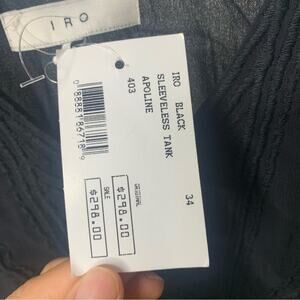 IRO
IRO BLACK 34
SLEEVELESS TANK
APOLINE
403
ORIGINAL
$298.00
SALE
$298.00